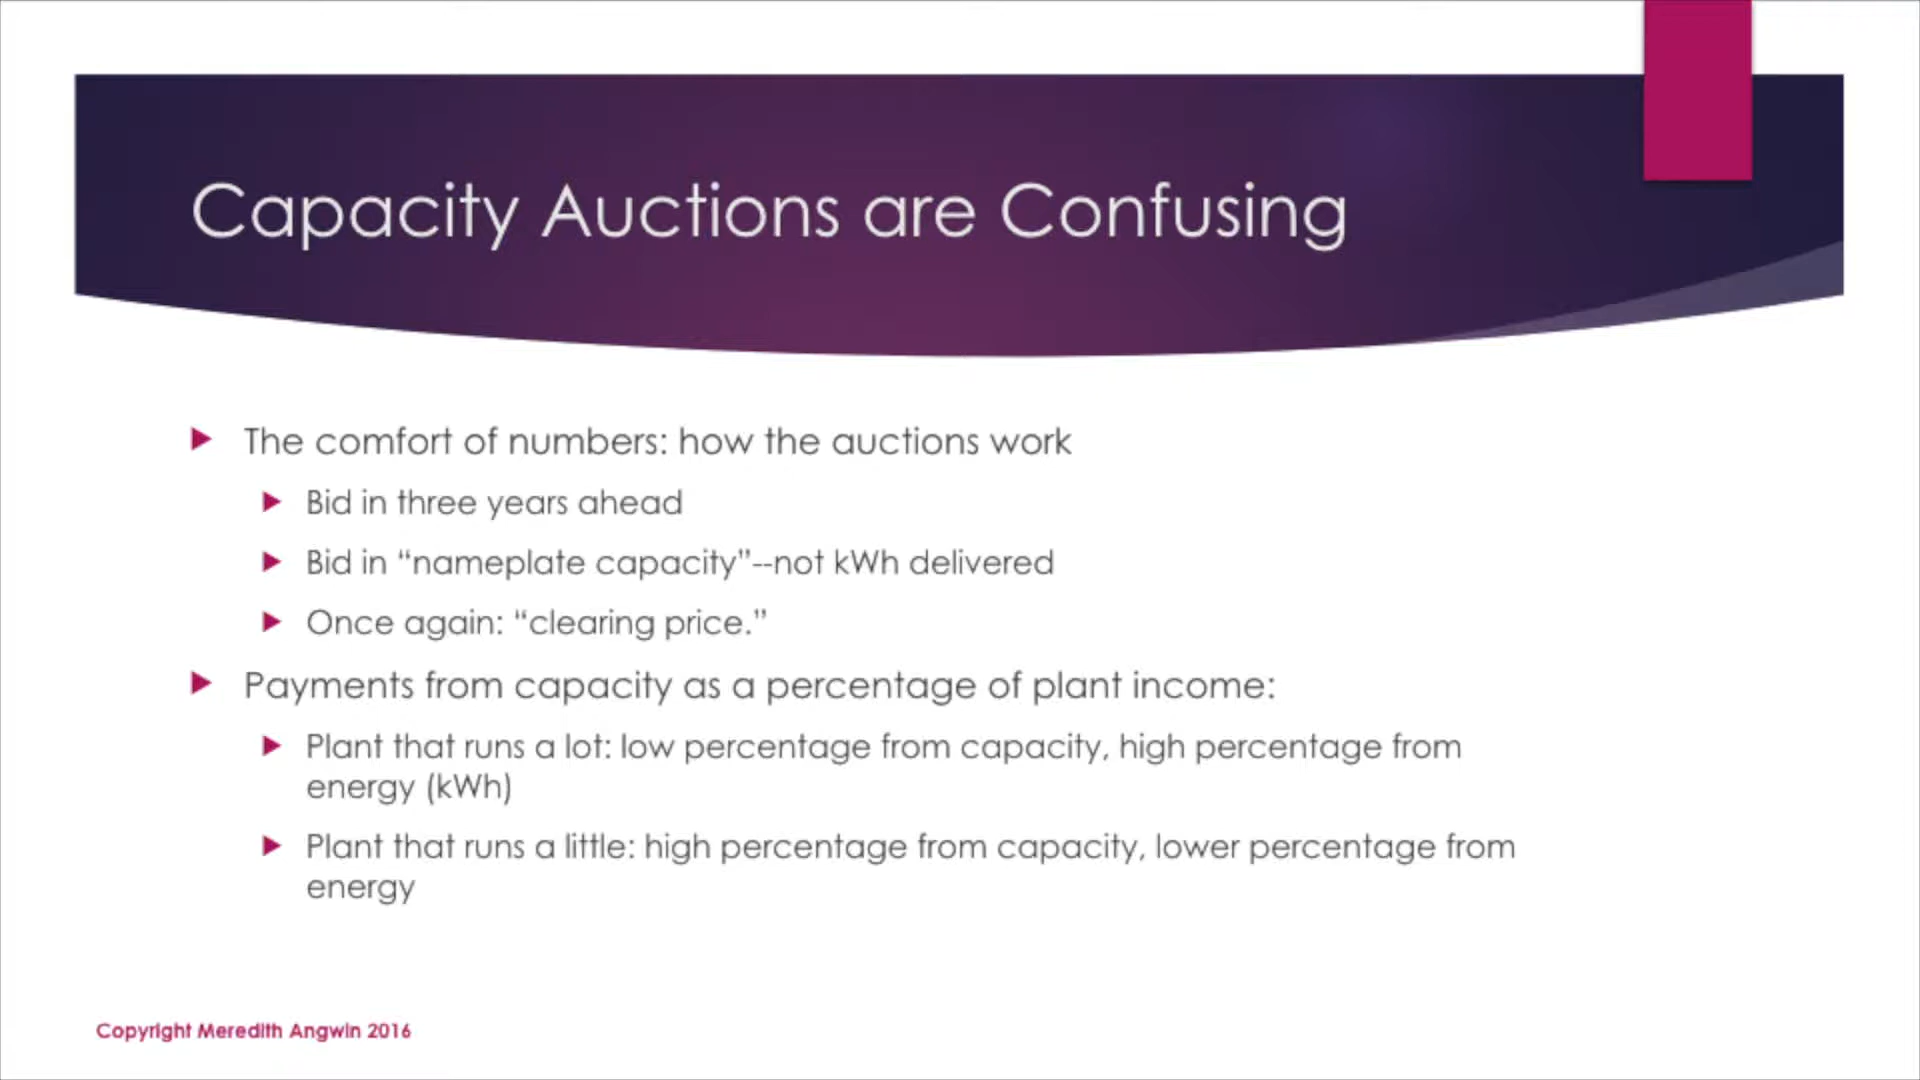 Capacity Auctions are Confusing
The comfort of numbers: how the auctions work
Bid in three years ahead
Bid in “nameplate capacity”--not kWh delivered
Once again: “clearing price.”
Payments from capacity as a percentage of plant income:
Plant that runs a lot: low percentage from capacity, high percentage from
energy (kWh)
Plant that runs a little: high percentage from capacity, lower percentage from
energy
Copyright Meredith Angwin 2016